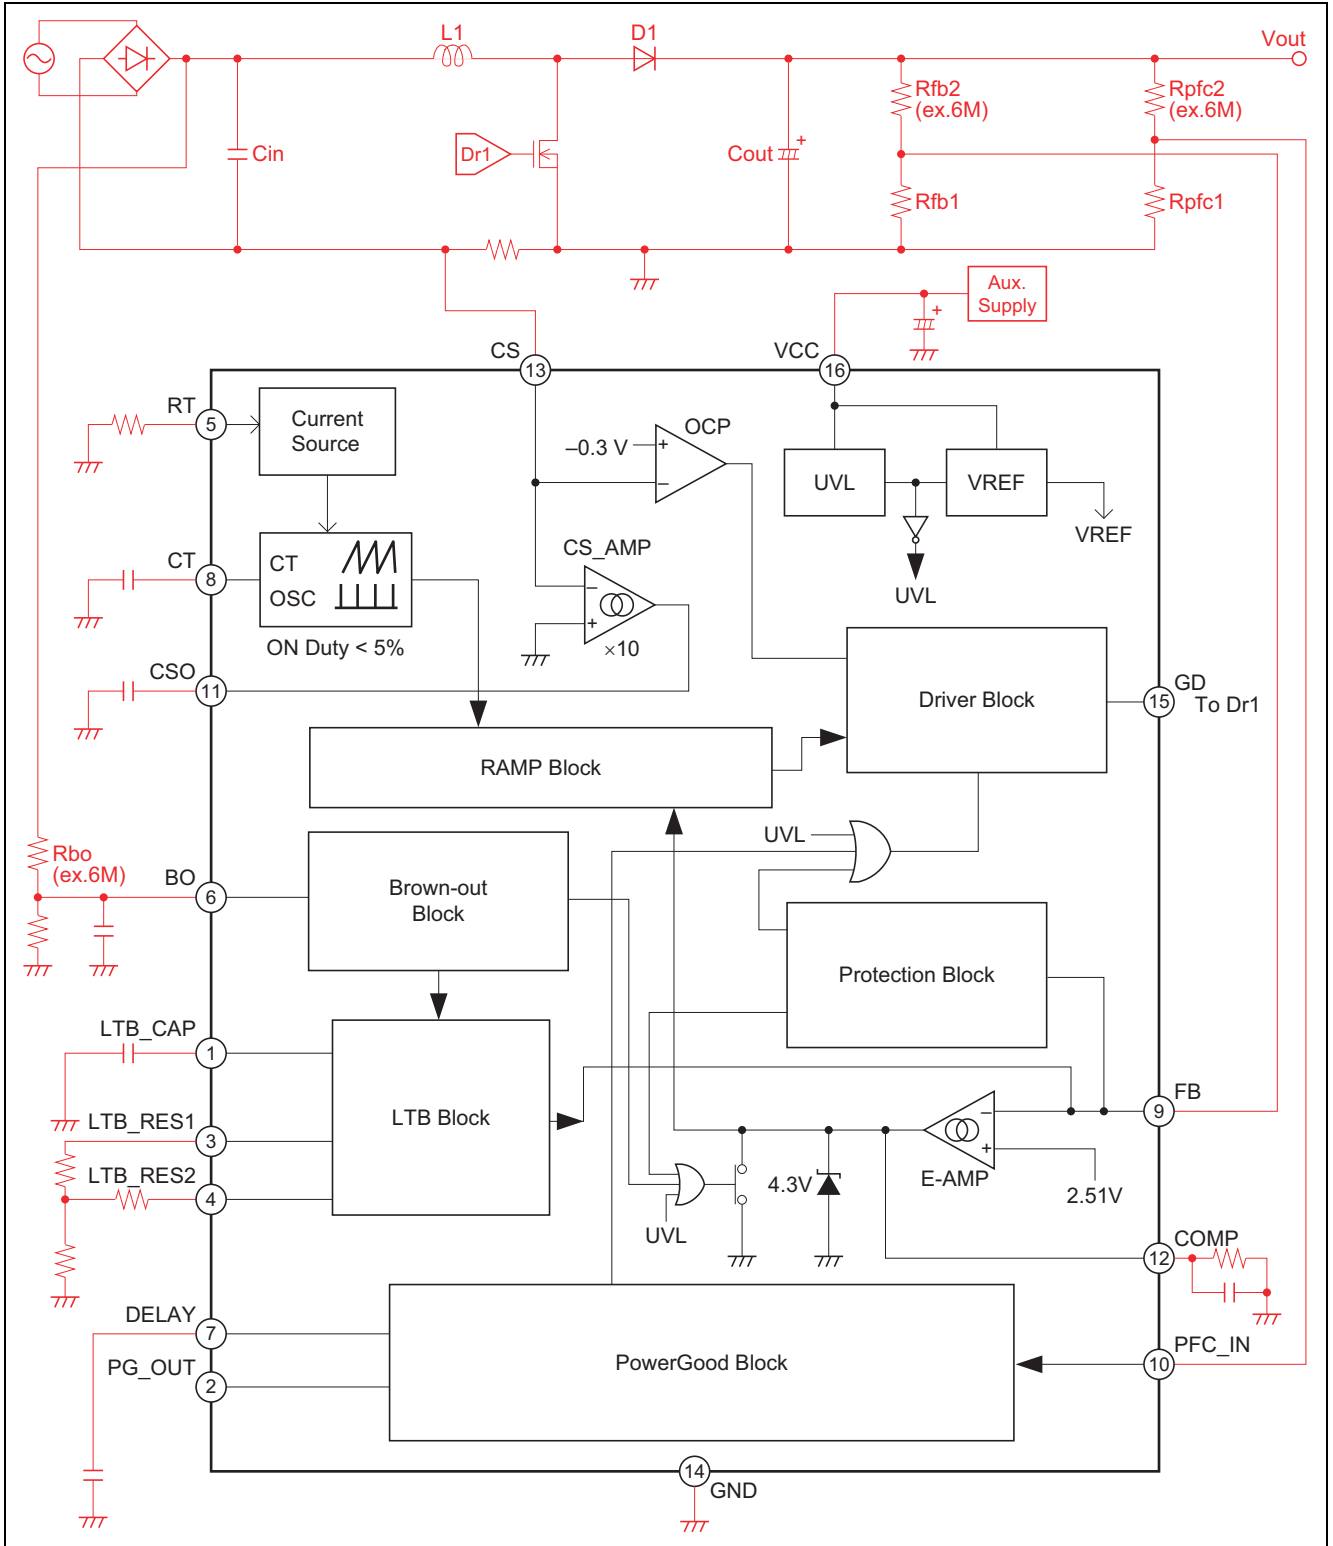 L1
D1
Vout
Rfb2
(ex.6M)
Rpfc2
(ex.6M)
Cin
Dr1
Cout
+
Rfb1
Rpfc1
Aux.
Supply
+
CS
13
VCC
16
RT
5
Current
Source
OCP
–0.3 V
+
–
UVL
VREF
VREF
UVL
CT
8
CT
OSC
ON Duty < 5%
CS_AMP
–
+
×10
CSO
11
Driver Block
GD
15
To Dr1
RAMP Block
UVL
Rbo
(ex.6M)
BO
6
Brown-out
Block
Protection Block
LTB_CAP
1
LTB Block
FB
9
LTB_RES1
3
–
+
E-AMP
2.51V
LTB_RES2
4
4.3V
UVL
COMP
12
DELAY
7
PG_OUT
2
PowerGood Block
PFC_IN
10
14
GND